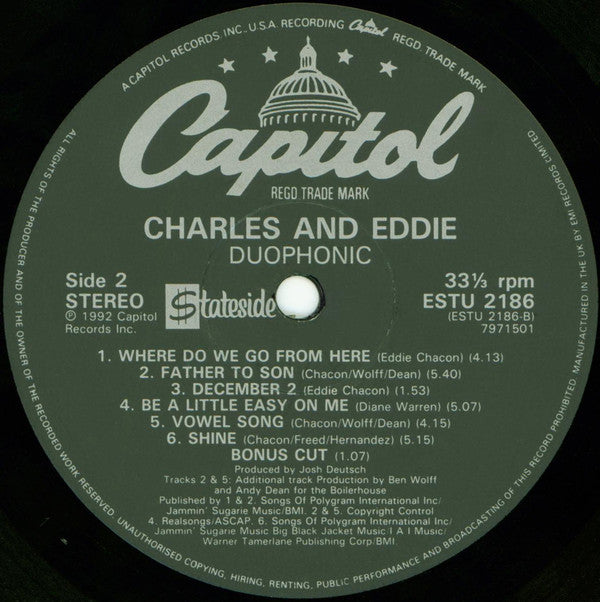 A CAPITOL RECORDS, INC., U.S.A. RECORDING Capitol REGD. TRADE MARK
Capitol
REGD TRADE MARK
CHARLES AND EDDIE
DUOPHONIC
Side 2
STEREO
℗ 1992 Capitol
Records Inc.
$tateside
33⅓ rpm
ESTU 2186
(ESTU 2186-B)
7971501
1. WHERE DO WE GO FROM HERE (Eddie Chacon) (4.13)
2. FATHER TO SON (Chacon/Wolff/Dean) (5.40)
3. DECEMBER 2 (Eddie Chacon) (1.53)
4. BE A LITTLE EASY ON ME (Diane Warren) (5.07)
5. VOWEL SONG (Chacon/Wolff/Dean) (4.15)
6. SHINE (Chacon/Freed/Hernandez) (5.15)
BONUS CUT (1.07)
Produced by Josh Deutsch
Tracks 2 & 5: Additional track Production by Ben Wolff
and Andy Dean for the Boilerhouse
Published by 1 & 2. Songs Of Polygram International Inc/
Jammin' Sugarie Music/BMI. 2 & 5. Copyright Control
4. Realsongs/ASCAP. 6. Songs Of Polygram International Inc/
Jammin' Sugarie Music Big Black Jacket Music I A I Music/
Warner Tamerlane Publishing Corp/BMI.
ALL RIGHTS OF THE PRODUCER AND OF THE OWNER OF THE RECORDED WORK RESERVED. UNAUTHORISED COPYING, HIRING, RENTING, PUBLIC PERFORMANCE AND BROADCASTING OF THIS RECORD PROHIBITED. MANUFACTURED IN THE UK BY EMI RECORDS LIMITED